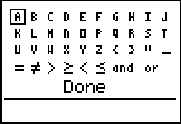 A B C D E F G H I J
K L M N O P Q R S T
U V W X Y Z { } " _
= ≠ > ≥ < ≤ and or
Done